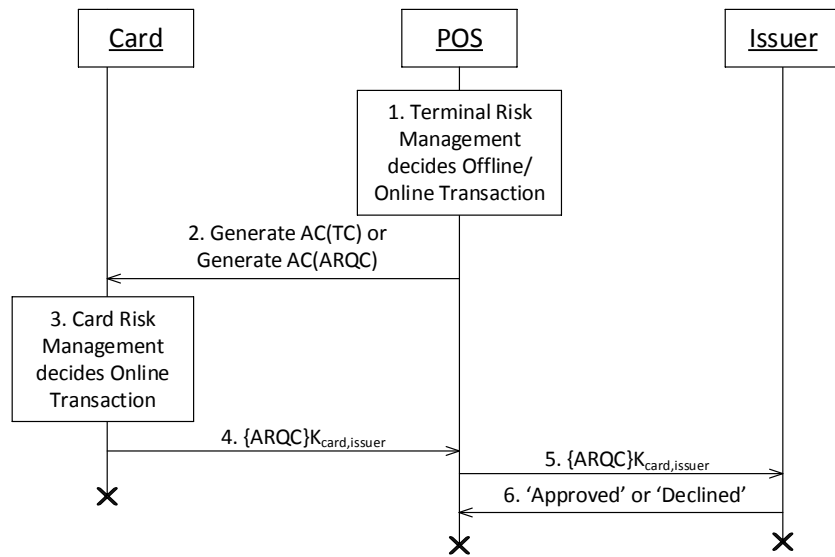 Card
POS
Issuer
1. Terminal Risk
Management
decides Offline/
Online Transaction
2. Generate AC(TC) or
Generate AC(ARQC)
3. Card Risk
Management
decides Online
Transaction
4. {ARQC}Kcard,issuer
5. {ARQC}Kcard,issuer
6. ‘Approved’ or ‘Declined’